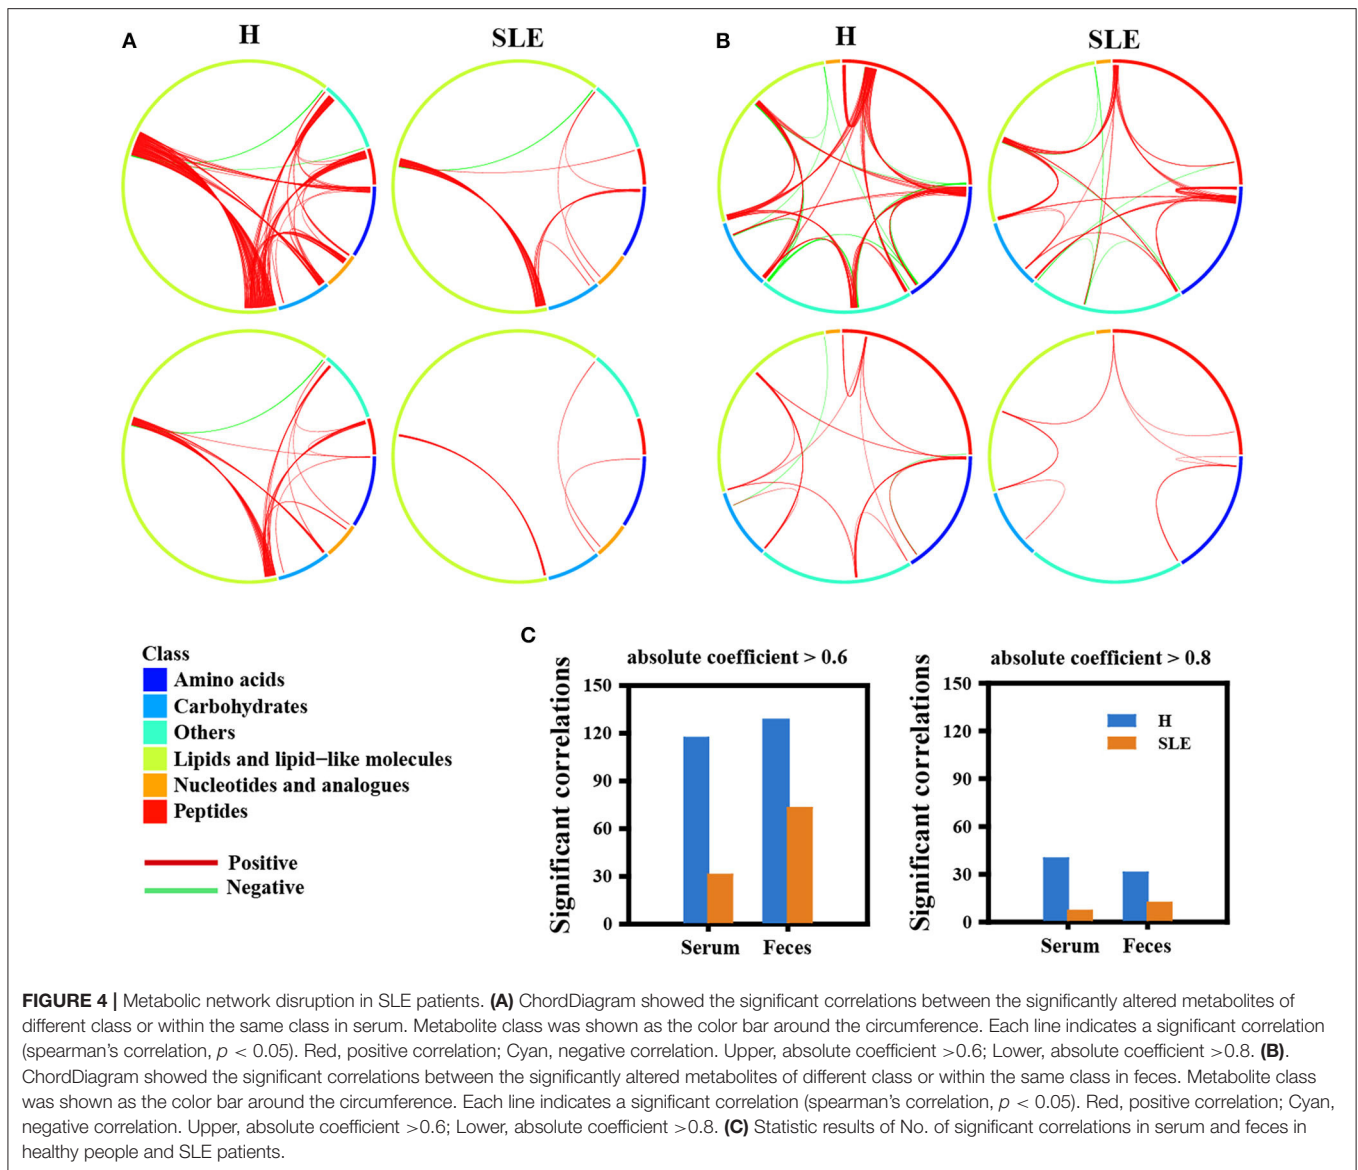 A
H
SLE
B
H
SLE
Class
Amino acids
Carbohydrates
Others
Lipids and lipid−like molecules
Nucleotides and analogues
Peptides
Positive
Negative
C
absolute coefficient > 0.6
Significant correlations
150
120
90
60
30
0
Serum
Feces
absolute coefficient > 0.8
Significant correlations
150
120
90
60
30
0
H
SLE
Serum
Feces
FIGURE 4 | Metabolic network disruption in SLE patients. (A) ChordDiagram showed the significant correlations between the significantly altered metabolites of
different class or within the same class in serum. Metabolite class was shown as the color bar around the circumference. Each line indicates a significant correlation
(spearman's correlation, p < 0.05). Red, positive correlation; Cyan, negative correlation. Upper, absolute coefficient >0.6; Lower, absolute coefficient >0.8. (B).
ChordDiagram showed the significant correlations between the significantly altered metabolites of different class or within the same class in feces. Metabolite class
was shown as the color bar around the circumference. Each line indicates a significant correlation (spearman's correlation, p < 0.05). Red, positive correlation; Cyan,
negative correlation. Upper, absolute coefficient >0.6; Lower, absolute coefficient >0.8. (C) Statistic results of No. of significant correlations in serum and feces in
healthy people and SLE patients.